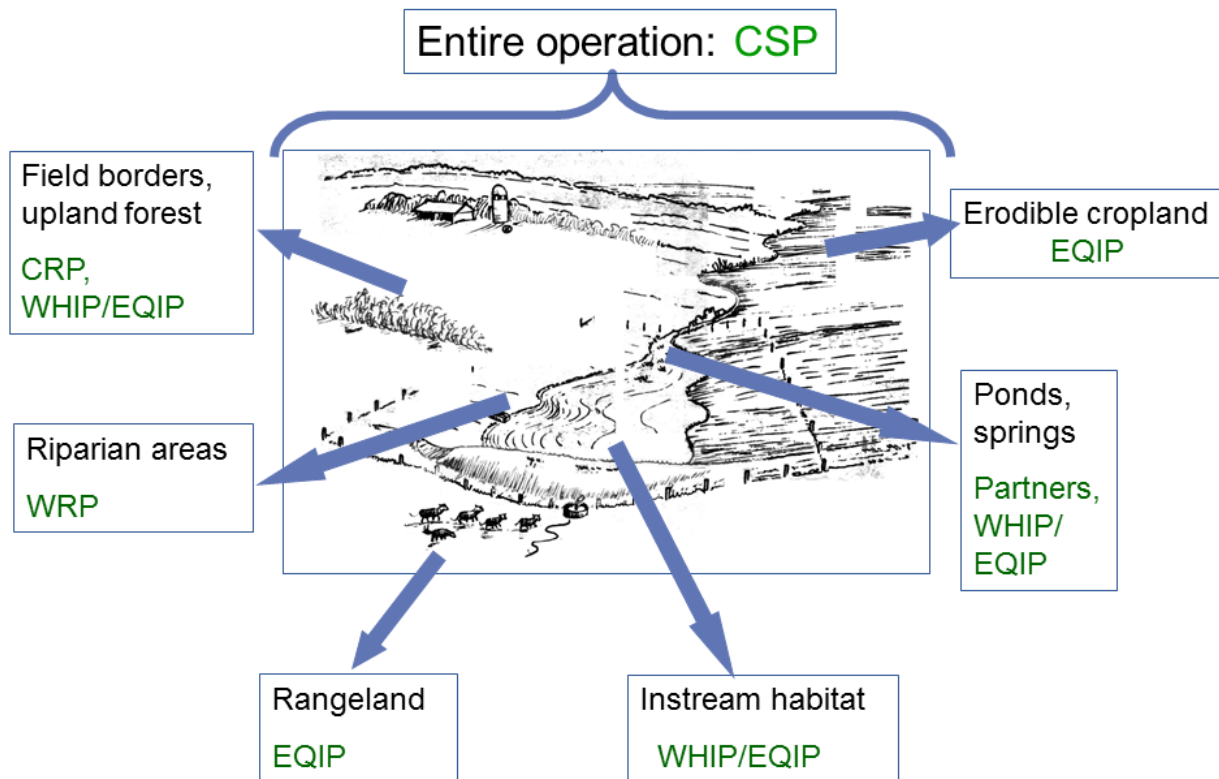 Entire operation: CSP
Field borders,
upland forest
CRP,
WHIP/EQIP
Erodible cropland
EQIP
Riparian areas
WRP
Ponds,
springs
Partners,
WHIP/
EQIP
Rangeland
EQIP
Instream habitat
WHIP/EQIP